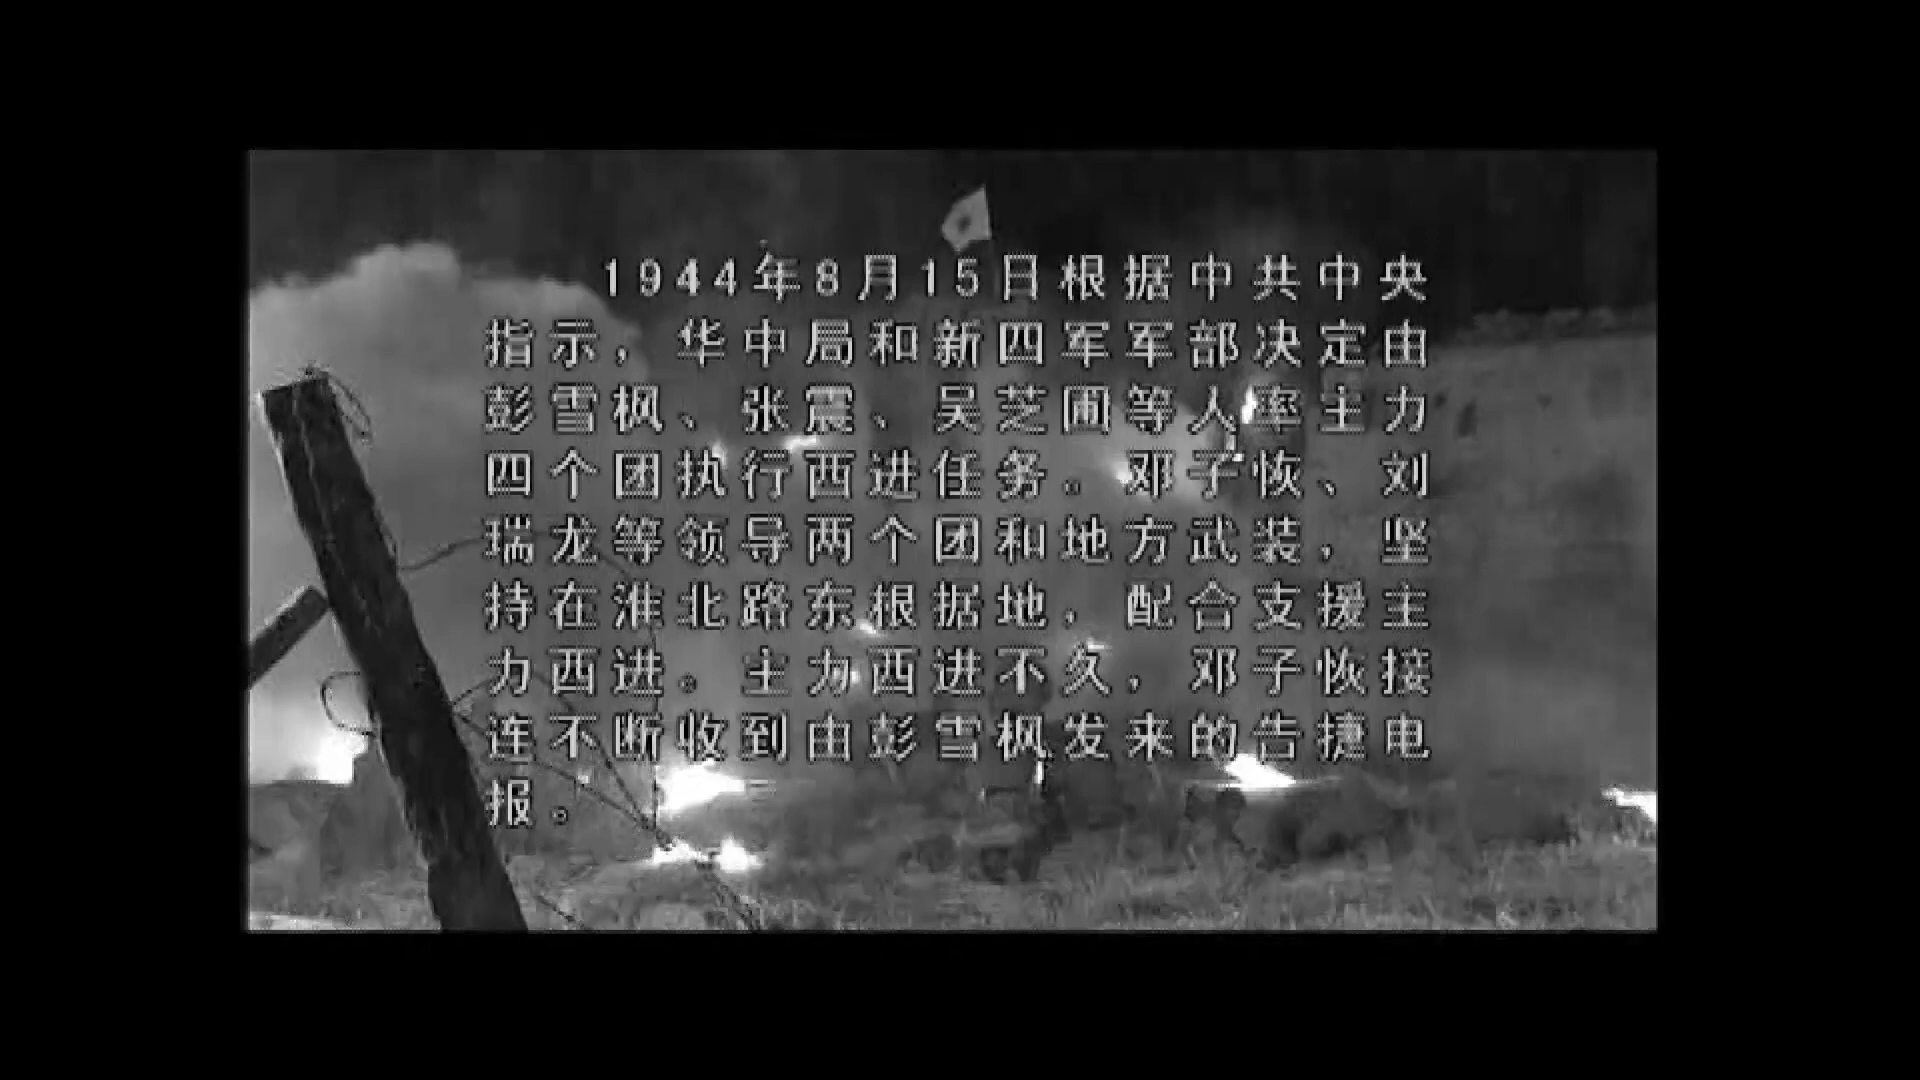 1944年8月15日根据中共中央
指示，华中局和新四军军部决定由
彭雪枫、张震、吴芝圃等人率主力
四个团执行西进任务。邓子恢、刘
瑞龙等领导两个团和地方武装，坚
持在淮北路东根据地，配合支援主
力西进。主力西进不久，邓子恢接
连不断收到由彭雪枫发来的告捷电
报。